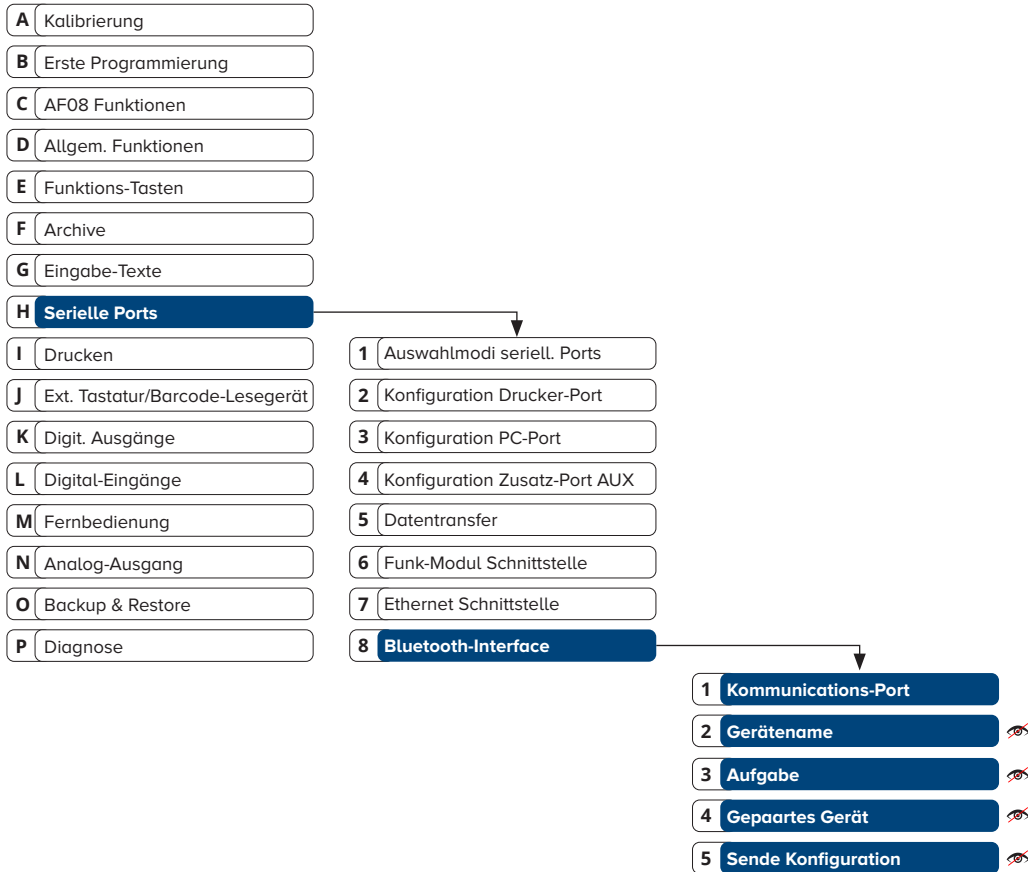 A Kalibrierung
B Erste Programmierung
C AF08 Funktionen
D Allgem. Funktionen
E Funktions-Tasten
F Archive
G Eingabe-Texte
H Serielle Ports
I Drucken
J Ext. Tastatur/Barcode-Lesegerät
K Digit. Ausgänge
L Digital-Eingänge
M Fernbedienung
N Analog-Ausgang
O Backup & Restore
P Diagnose
1 Auswahlmodi seriell. Ports
2 Konfiguration Drucker-Port
3 Konfiguration PC-Port
4 Konfiguration Zusatz-Port AUX
5 Datentransfer
6 Funk-Modul Schnittstelle
7 Ethernet Schnittstelle
8 Bluetooth-Interface
1 Kommunications-Port
2 Gerätename
3 Aufgabe
4 Gepaartes Gerät
5 Sende Konfiguration